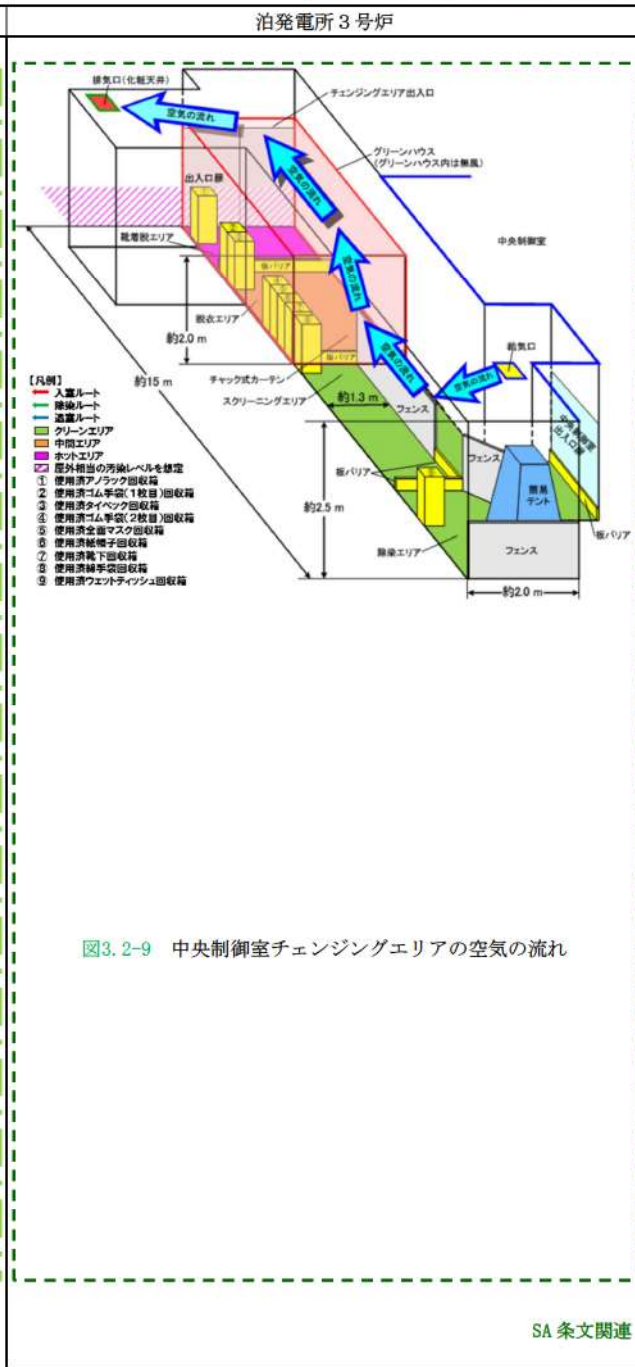 泊発電所3号炉
排気口(化粧天井)
空気の流れ
チェンジングエリア出入口
グリーンハウス
(グリーンハウス内は無風)
空気の流れ
出入口扉
中央制御室
靴着脱エリア
板バリア
空気の流れ
脱衣エリア
約2.0 m
給気口
空気の流れ
空気の流れ
板バリア
約15 m
チャック式カーテン
スクリーニングエリア
約1.3 m
フェンス
中央制御室
出入口扉
【凡例】
入室ルート
除染ルート
退室ルート
クリーンエリア
中間エリア
ホットエリア
屋外相当の汚染レベルを想定
① 使用済アノラック回収箱
② 使用済ゴム手袋(1枚目)回収箱
③ 使用済タイベック回収箱
④ 使用済ゴム手袋(2枚目)回収箱
⑤ 使用済全面マスク回収箱
⑥ 使用済紙帽子回収箱
⑦ 使用済靴下回収箱
⑧ 使用済綿手袋回収箱
⑨ 使用済ウェットティッシュ回収箱
フェンス
板バリア
簡易
テント
約2.5 m
板バリア
除染エリア
フェンス
約2.0 m
図3.2-9 中央制御室チェンジングエリアの空気の流れ
SA条文関連